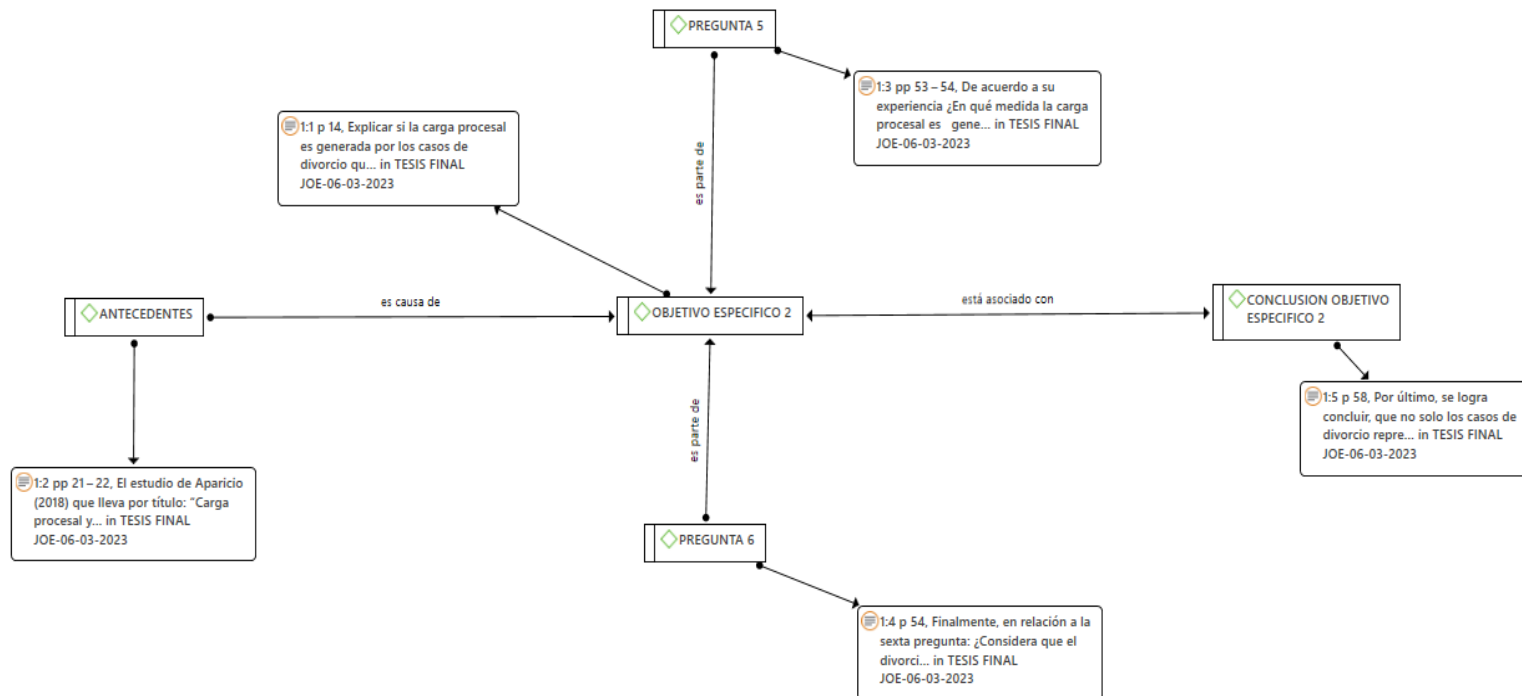 PREGUNTA 5
1:3 pp 53 – 54, De acuerdo a su
experiencia ¿En qué medida la carga
procesal es gene... in TESIS FINAL
JOE-06-03-2023
1:1 p 14, Explicar si la carga procesal
es generada por los casos de
divorcio qu... in TESIS FINAL
JOE-06-03-2023
es parte de
ANTECEDENTES
es causa de
OBJETIVO ESPECIFICO 2
está asociado con
CONCLUSION OBJETIVO
ESPECIFICO 2
1:5 p 58, Por último, se logra
concluir, que no solo los casos de
divorcio repre... in TESIS FINAL
JOE-06-03-2023
es parte de
1:2 pp 21 – 22, El estudio de Aparicio
(2018) que lleva por título: “Carga
procesal y... in TESIS FINAL
JOE-06-03-2023
PREGUNTA 6
1:4 p 54, Finalmente, en relación a la
sexta pregunta: ¿Considera que el
divorci... in TESIS FINAL
JOE-06-03-2023